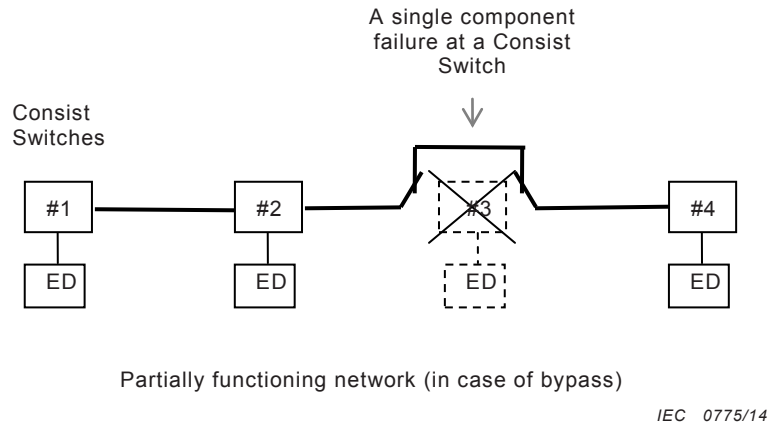 A single component
failure at a Consist
Switch
Consist
Switches
#1
#2
#3
#4
ED
ED
ED
ED
Partially functioning network (in case of bypass)
IEC 0775/14